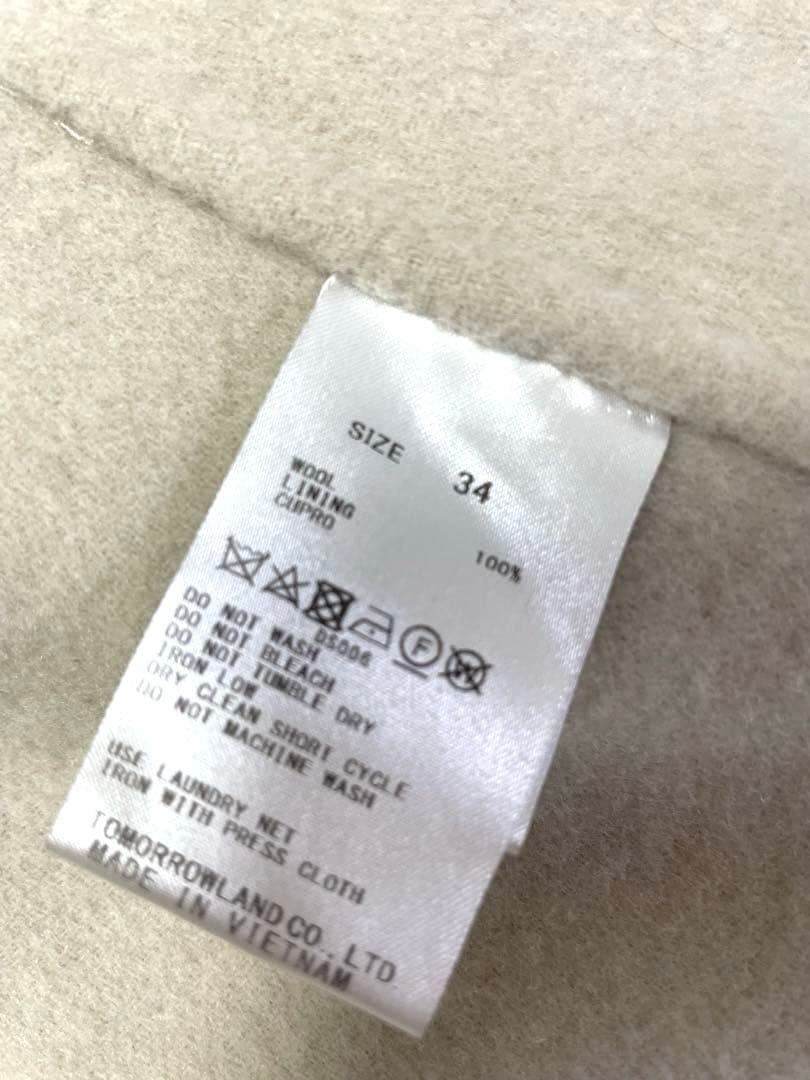 SIZE 34
WOOL 100%
LINING
CUPRO
F
W
DS006
DO NOT WASH
DO NOT BLEACH
DO NOT TUMBLE DRY
IRON LOW
DRY CLEAN SHORT CYCLE
DO NOT MACHINE WASH
USE LAUNDRY NET
IRON WITH PRESS CLOTH
TOMORROWLAND CO., LTD.
MADE IN VIETNAM